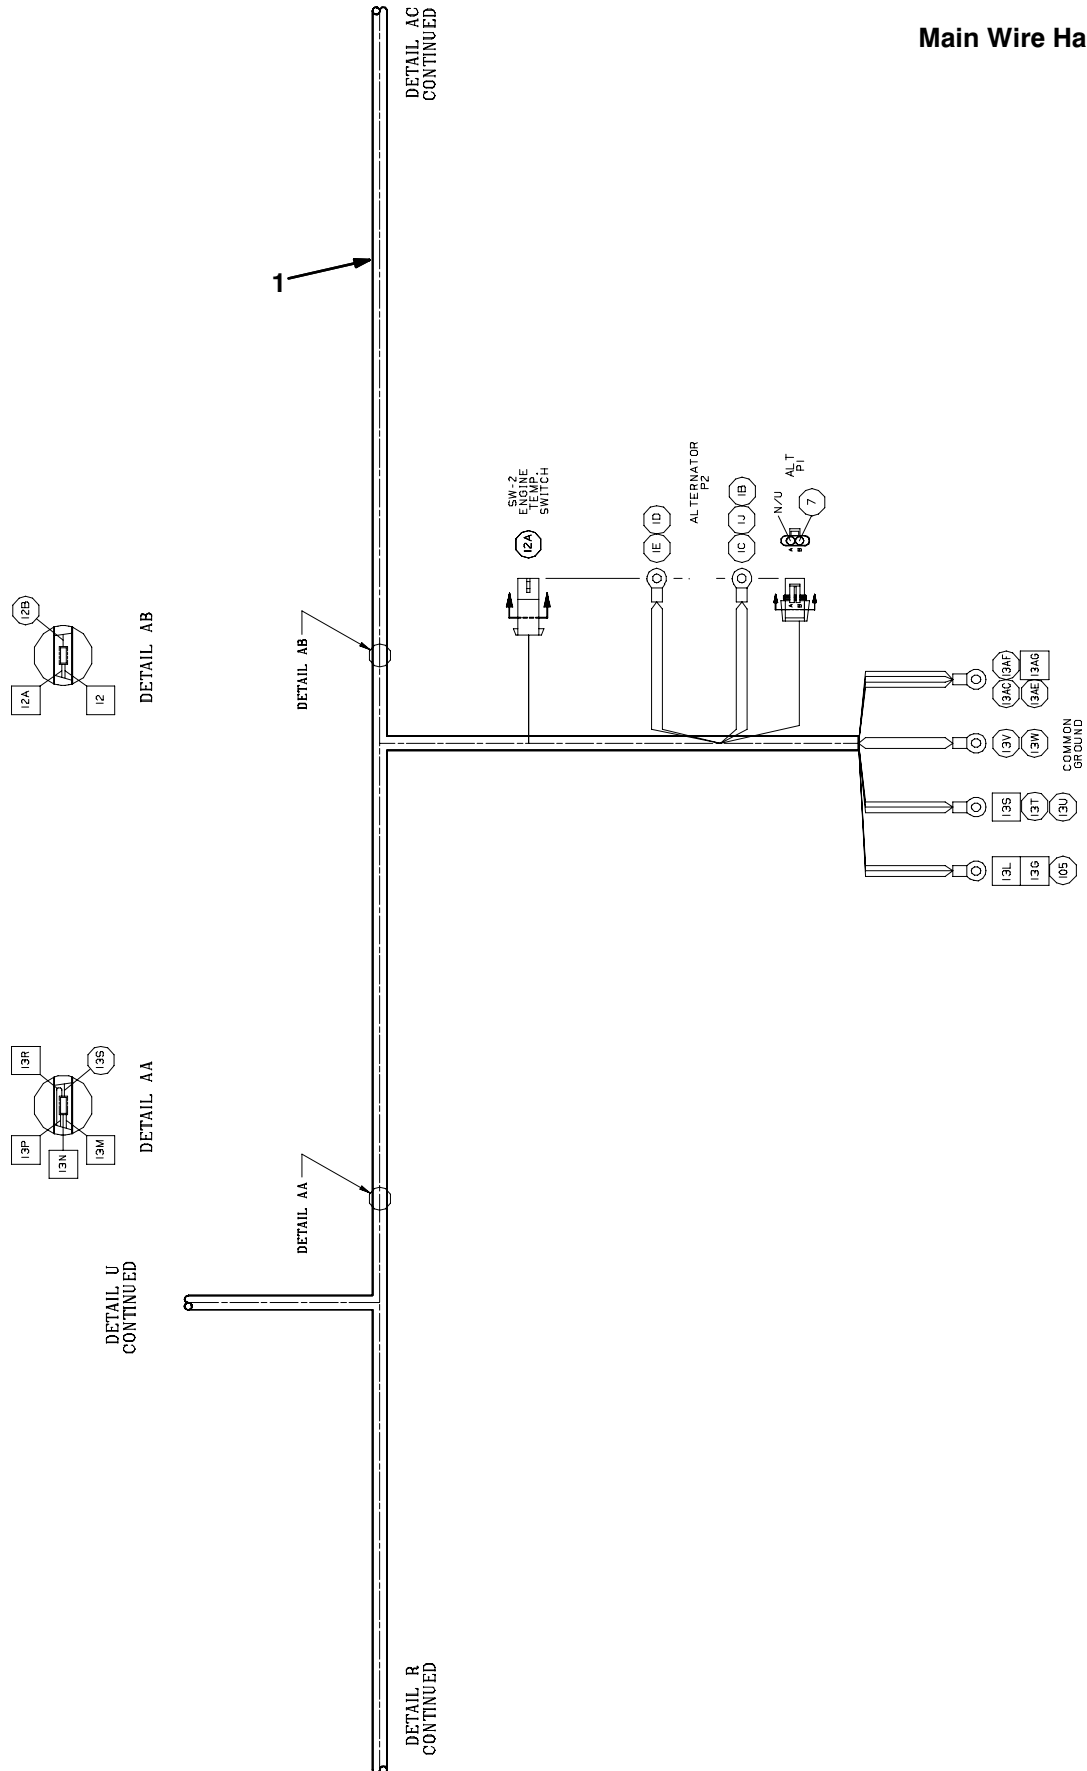 Main Wire Ha
DETAIL AC
CONTINUED
1
12B
12A
12
DETAIL AB
DETAIL AB
SW-2
ENGINE
TEMP.
SWITCH
12A
1E
1D
ALTERNATOR
P2
1C
1J
1B
N/U
ALT
P1
7
A
B
A
B
13AC
13AF
13AE
13AG
13V
13W
COMMON
GROUND
13S
13T
13U
13L
13G
105
13R
13S
13P
13N
13M
DETAIL AA
DETAIL AA
DETAIL U
CONTINUED
DETAIL R
CONTINUED